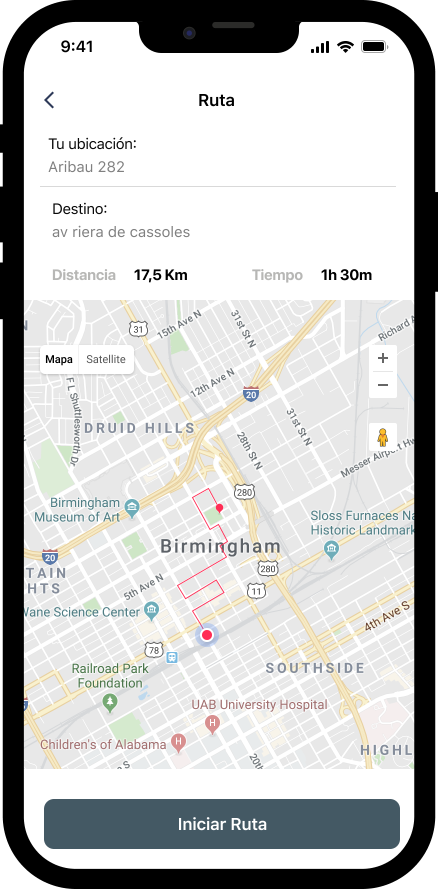 9:41
Ruta
Tu ubicación:
Aribau 282
Destino:
av riera de cassoles
Distancia 17,5 Km Tiempo 1h 30m
31
15th Ave N
31st St N
Richard A
Mapa Satellite
+
−
F L Shuttlesworth Dr
12th Ave N
20
31st St N
DRUID HILLS
28th St N
Messer Airport Hw
280
Birmingham
Museum of Art
Sloss Furnaces Na
Historic Landmark
Birmingham
20
280
TAIN
HTS
5th Ave N
11
Wane Science Center
4th Ave S
78
Railroad Park
Foundation
SOUTHSIDE
UAB University Hospital
H
Children's of Alabama
H
HIGHL
20t
Iniciar Ruta